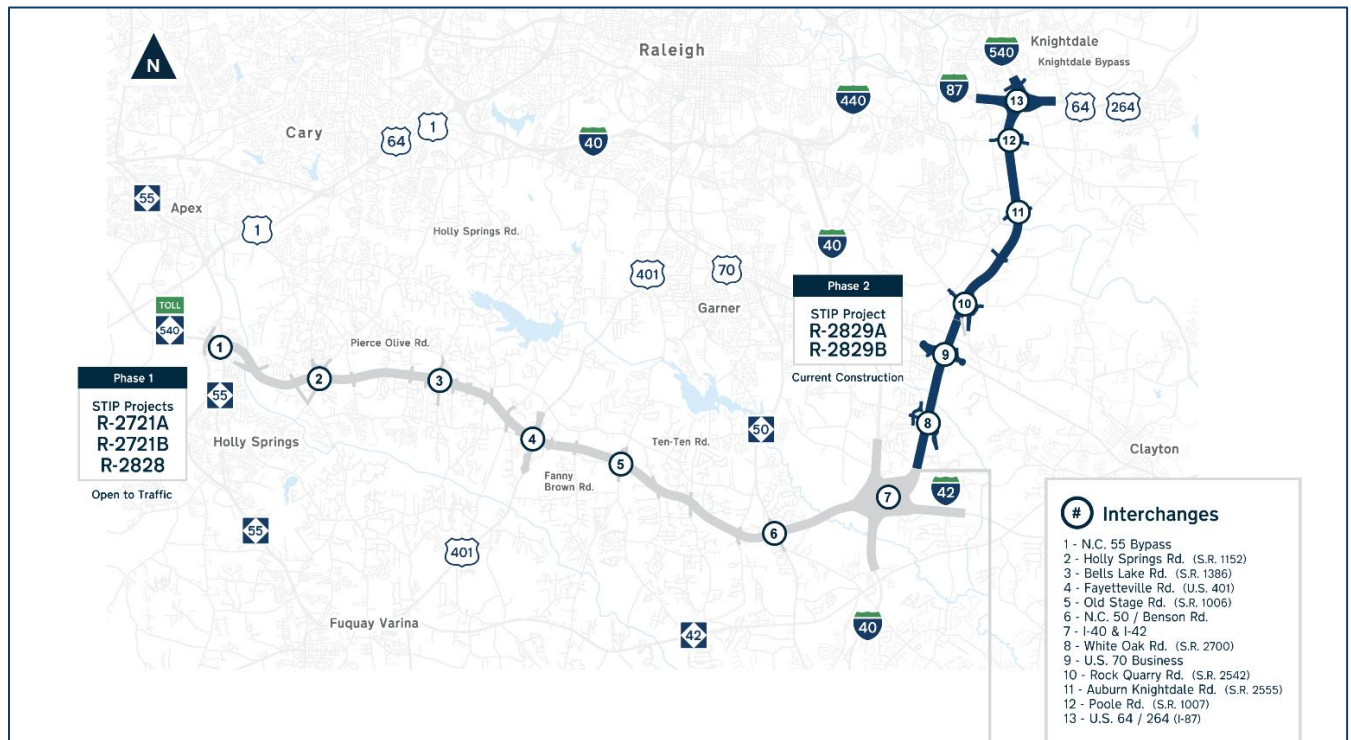 N
Raleigh
540
Knightdale
Knightdale Bypass
87
13
64
264
440
Cary
64
1
40
12
55
Apex
1
Holly Springs Rd.
40
11
401
70
Garner
Phase 2
STIP Project
R-2829A
R-2829B
Current Construction
10
TOLL
540
1
Pierce Olive Rd.
9
Phase 1
STIP Projects
R-2721A
R-2721B
R-2828
Open to Traffic
2
3
55
Holly Springs
8
4
Ten-Ten Rd.
50
Clayton
5
Fanny
Brown Rd.
7
42
6
55
401
Fuquay Varina
42
40
# Interchanges
1 - N.C. 55 Bypass
2 - Holly Springs Rd. (S.R. 1152)
3 - Bells Lake Rd. (S.R. 1386)
4 - Fayetteville Rd. (U.S. 401)
5 - Old Stage Rd. (S.R. 1006)
6 - N.C. 50 / Benson Rd.
7 - I-40 & I-42
8 - White Oak Rd. (S.R. 2700)
9 - U.S. 70 Business
10 - Rock Quarry Rd. (S.R. 2542)
11 - Auburn Knightdale Rd. (S.R. 2555)
12 - Poole Rd. (S.R. 1007)
13 - U.S. 64 / 264 (I-87)